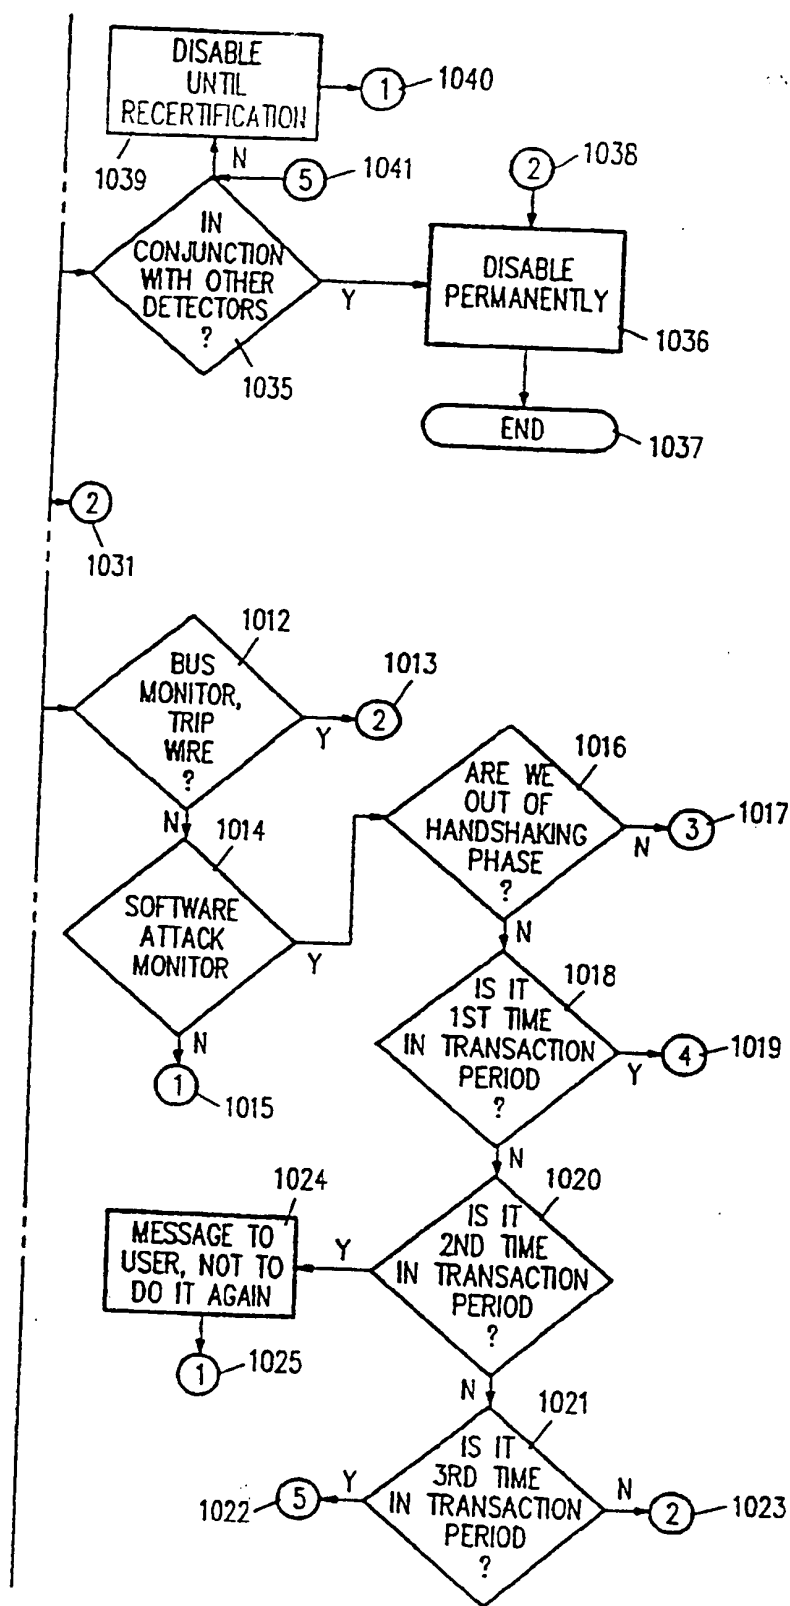 DISABLE
UNTIL
RECERTIFICATION
1 1040
1039
N
5 1041
2 1038
IN
CONJUNCTION
WITH OTHER
DETECTORS
?
Y
1035
DISABLE
PERMANENTLY
1036
END
1037
2
1031
1012
BUS
MONITOR,
TRIP
WIRE
?
Y
2
1013
N
1014
SOFTWARE
ATTACK
MONITOR
Y
N
1
1015
1016
ARE WE
OUT OF
HANDSHAKING
PHASE
?
N
3
1017
N
1018
IS IT
1ST TIME
IN TRANSACTION
PERIOD
?
Y
4
1019
N
1020
IS IT
2ND TIME
IN TRANSACTION
PERIOD
?
Y
1024
MESSAGE TO
USER, NOT TO
DO IT AGAIN
1
1025
N
1021
IS IT
3RD TIME
IN TRANSACTION
PERIOD
?
Y
5
1022
N
2
1023